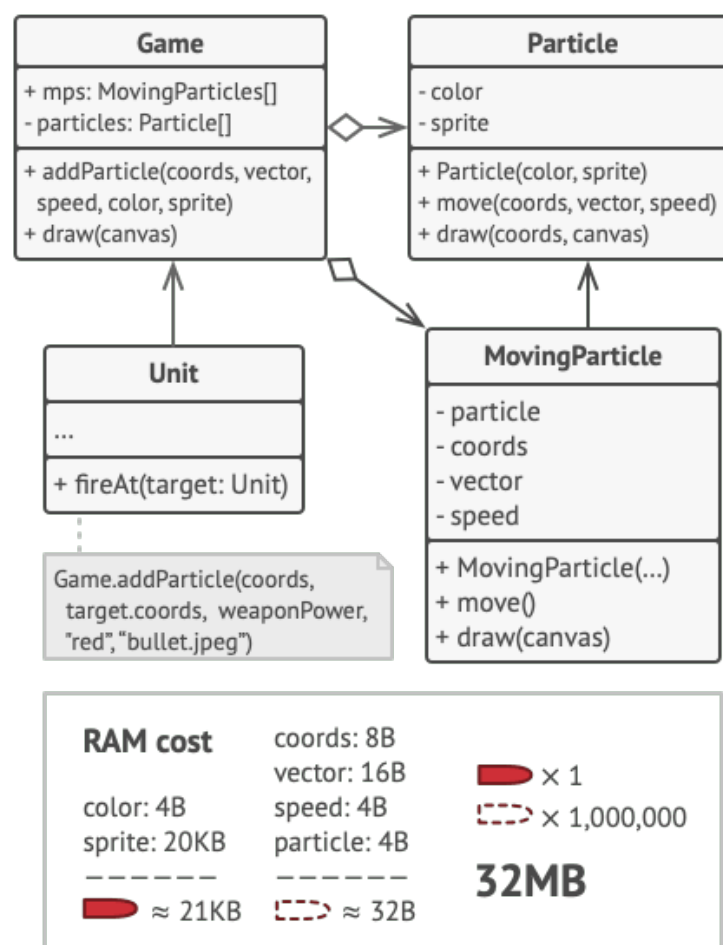 Game
+ mps: MovingParticles[]
- particles: Particle[]
+ addParticle(coords, vector,
speed, color, sprite)
+ draw(canvas)
Particle
- color
- sprite
+ Particle(color, sprite)
+ move(coords, vector, speed)
+ draw(coords, canvas)
Unit
...
+ fireAt(target: Unit)
Game.addParticle(coords,
target.coords, weaponPower,
"red", “bullet.jpeg”)
MovingParticle
- particle
- coords
- vector
- speed
+ MovingParticle(...)
+ move()
+ draw(canvas)
RAM cost
color: 4B
sprite: 20KB
------
≈ 21KB
coords: 8B
vector: 16B
speed: 4B
particle: 4B
------
≈ 32B
× 1
× 1,000,000
32MB